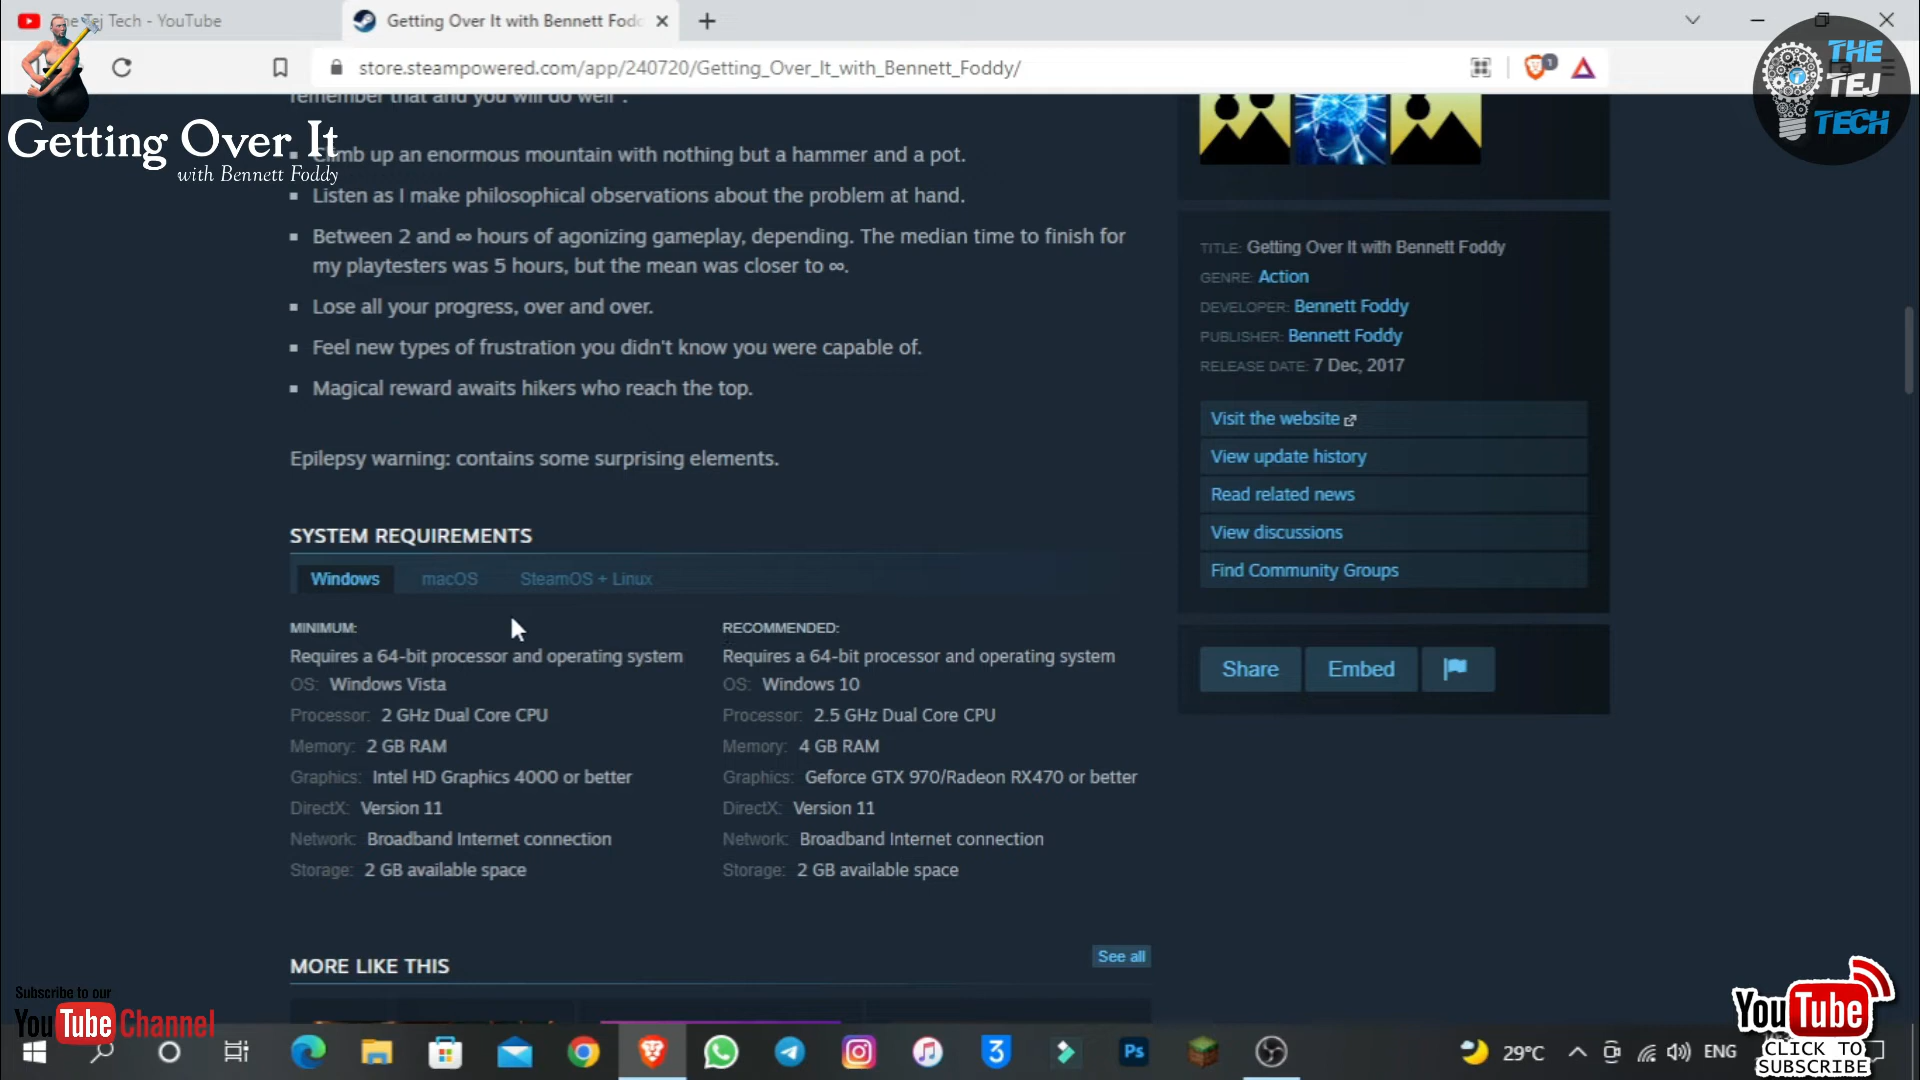 The Tej Tech - YouTube
Getting Over It with Bennett Fodd
store.steampowered.com/app/240720/Getting_Over_It_with_Bennett_Foddy/
1
THE
TEJ
TECH
Getting Over It
with Bennett Foddy
remember that and you will do well".
Climb up an enormous mountain with nothing but a hammer and a pot.
Listen as I make philosophical observations about the problem at hand.
Between 2 and ∞ hours of agonizing gameplay, depending. The median time to finish for
my playtesters was 5 hours, but the mean was closer to ∞.
Lose all your progress, over and over.
Feel new types of frustration you didn't know you were capable of.
Magical reward awaits hikers who reach the top.
Epilepsy warning: contains some surprising elements.
TITLE: Getting Over It with Bennett Foddy
GENRE: Action
DEVELOPER: Bennett Foddy
PUBLISHER: Bennett Foddy
RELEASE DATE: 7 Dec, 2017
Visit the website
View update history
Read related news
View discussions
Find Community Groups
Share
Embed
SYSTEM REQUIREMENTS
Windows
macOS
SteamOS + Linux
MINIMUM:
Requires a 64-bit processor and operating system
OS: Windows Vista
Processor: 2 GHz Dual Core CPU
Memory: 2 GB RAM
Graphics: Intel HD Graphics 4000 or better
DirectX: Version 11
Network: Broadband Internet connection
Storage: 2 GB available space
RECOMMENDED:
Requires a 64-bit processor and operating system
OS: Windows 10
Processor: 2.5 GHz Dual Core CPU
Memory: 4 GB RAM
Graphics: Geforce GTX 970/Radeon RX470 or better
DirectX: Version 11
Network: Broadband Internet connection
Storage: 2 GB available space
MORE LIKE THIS
See all
Subscribe to our
YouTube Channel
3
Ps
29°C
ENG
YouTube
CLICK TO
SUBSCRIBE